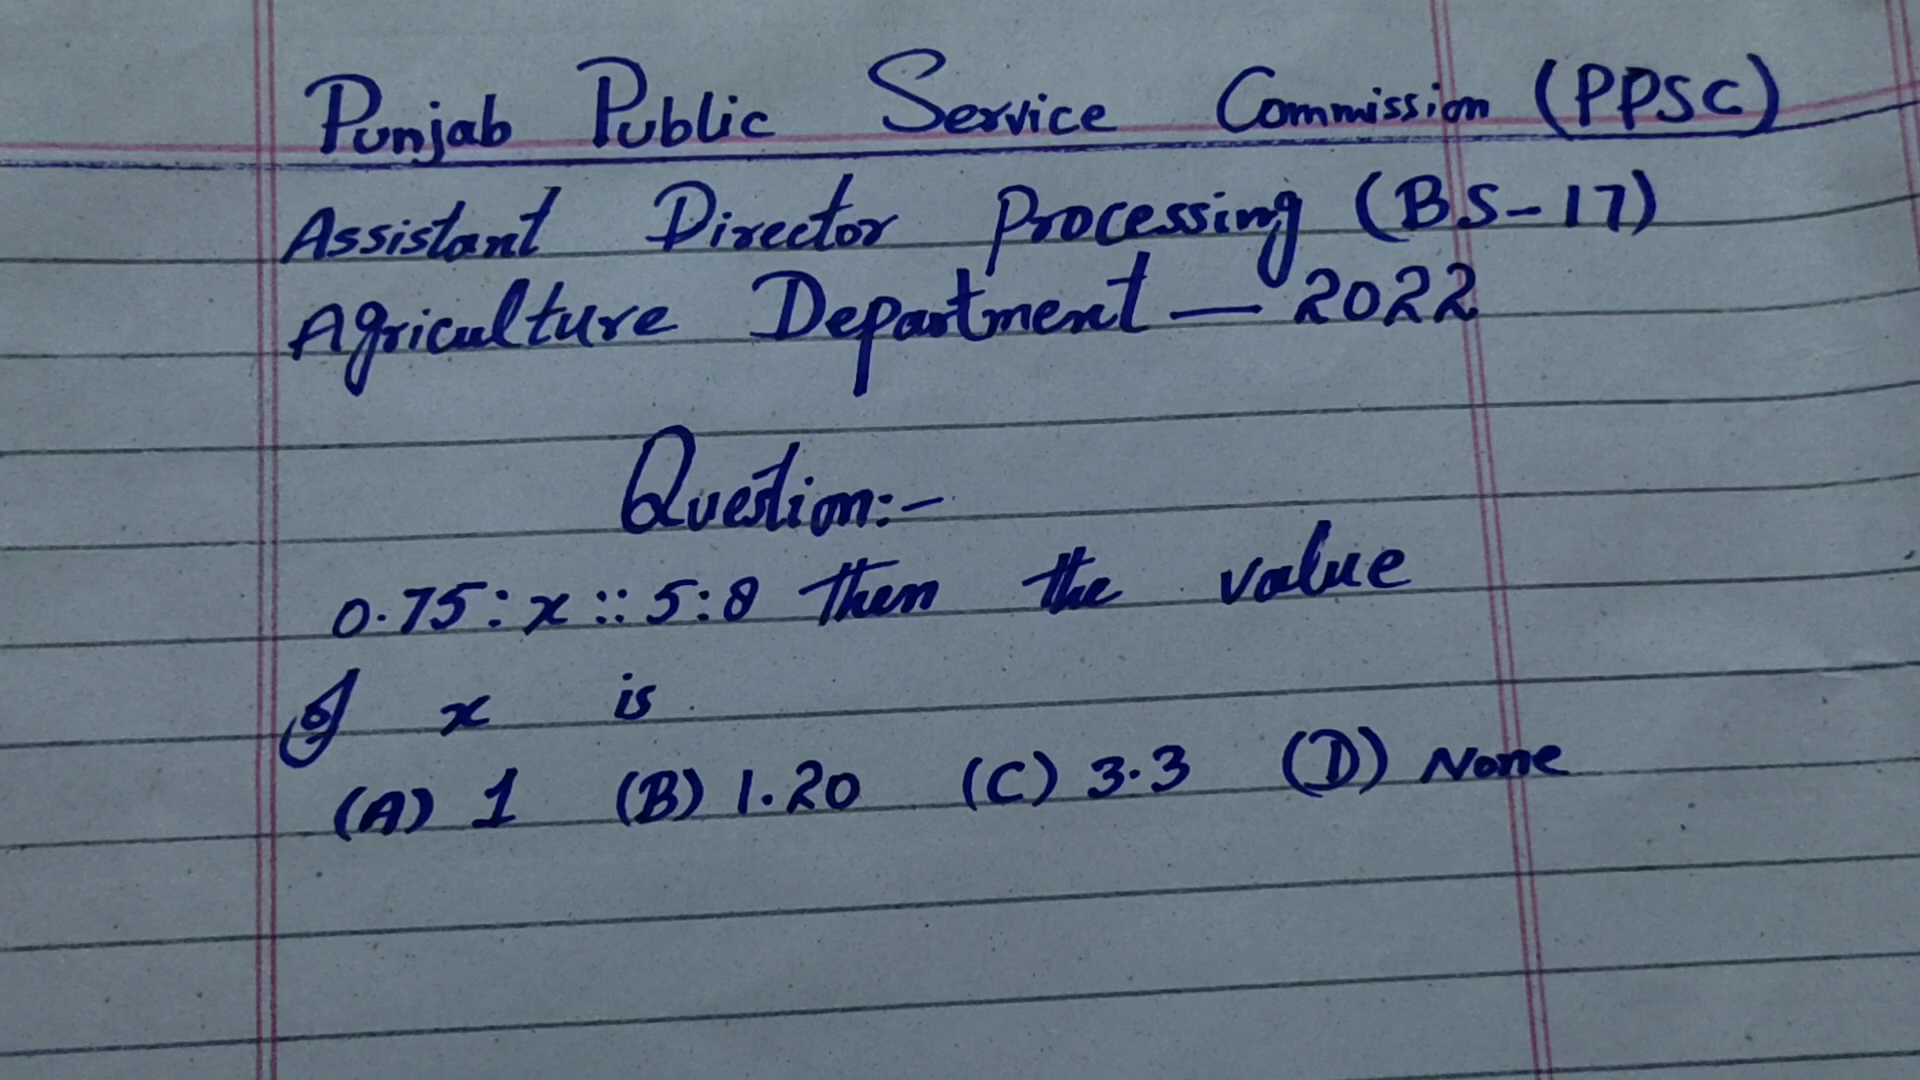 Punjab Public Service Commission (PPSC)
Assistant Director Processing (BS-17)
Agriculture Department — 2022
Question:-
0.75:x::5:8 then the value
of x is
(A) 1 (B) 1.20 (C) 3.3 (D) None